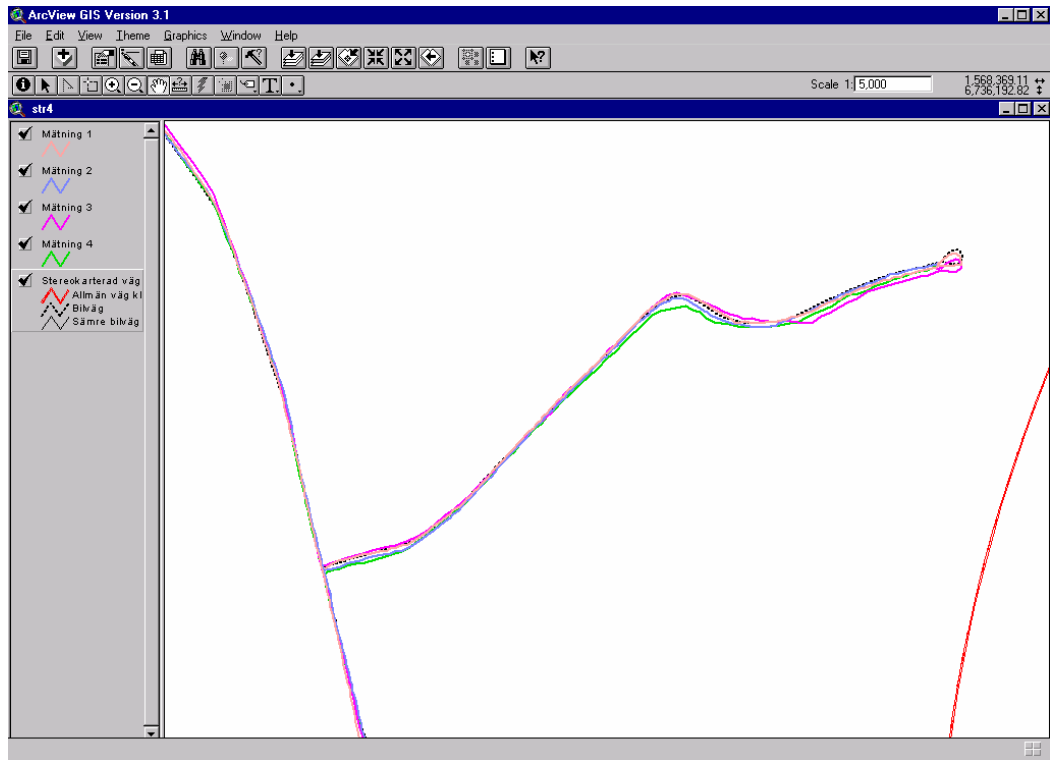 ArcView GIS Version 3.1
File Edit View Theme Graphics Window Help
Scale 1: 5,000
1,568,369.11
6,736,192.82
str4
Mätning 1
Mätning 2
Mätning 3
Mätning 4
Stereokarterad väg
Allmän väg kl
Bilväg
Sämre bilväg